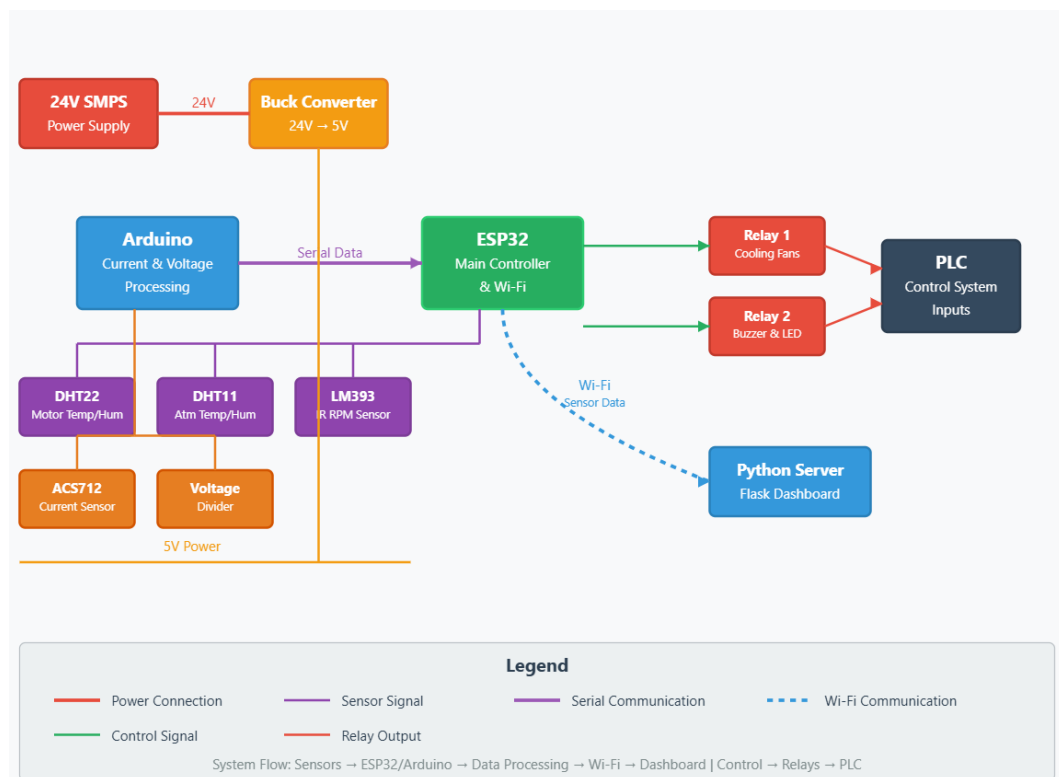 24V SMPS
Power Supply
24V
Buck Converter
24V → 5V
Arduino
Current & Voltage
Processing
Serial Data
ESP32
Main Controller
& Wi-Fi
Relay 1
Cooling Fans
Relay 2
Buzzer & LED
PLC
Control System
Inputs
DHT22
Motor Temp/Hum
DHT11
Atm Temp/Hum
LM393
IR RPM Sensor
Wi-Fi
Sensor Data
ACS712
Current Sensor
Voltage
Divider
Python Server
Flask Dashboard
5V Power
Legend
Power Connection
Sensor Signal
Serial Communication
Wi-Fi Communication
Control Signal
Relay Output
System Flow: Sensors → ESP32/Arduino → Data Processing → Wi-Fi → Dashboard | Control → Relays → PLC